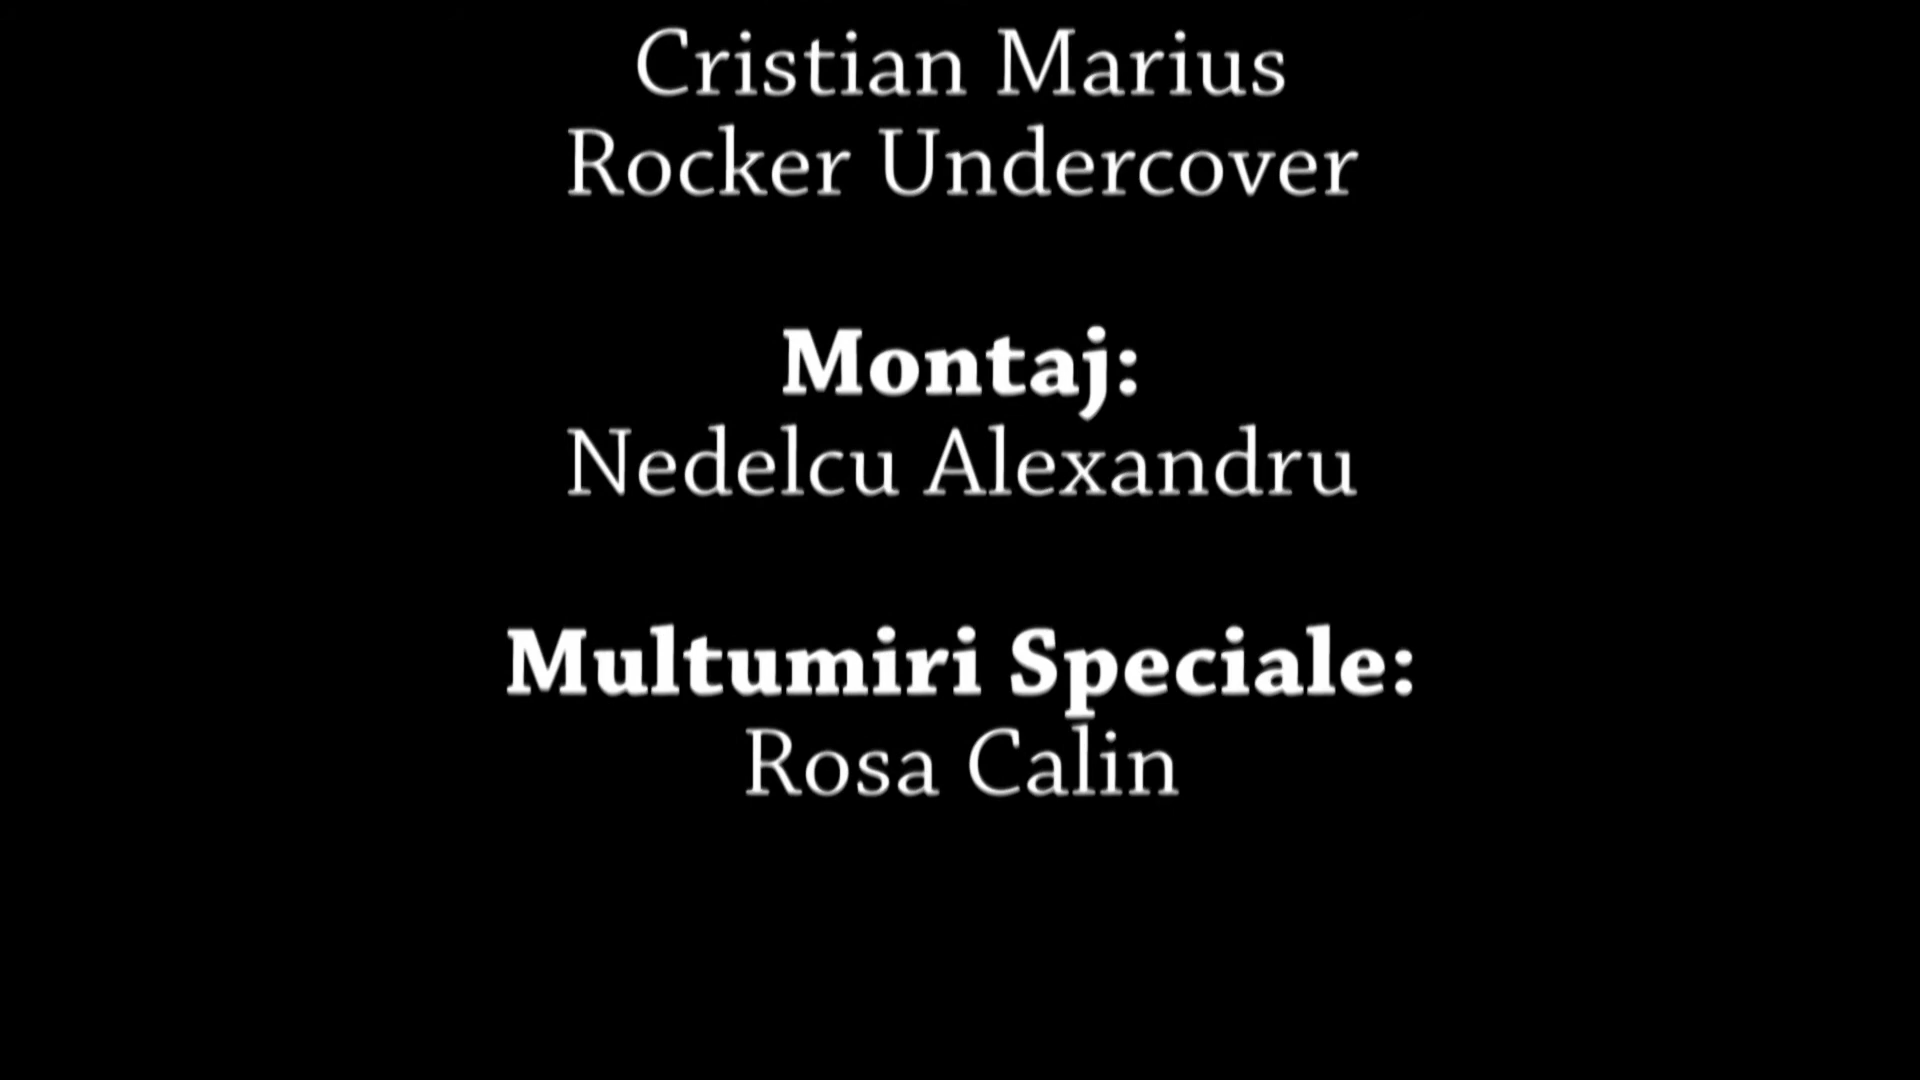 Cristian Marius
Rocker Undercover
Montaj:
Nedelcu Alexandru
Multumiri Speciale:
Rosa Calin